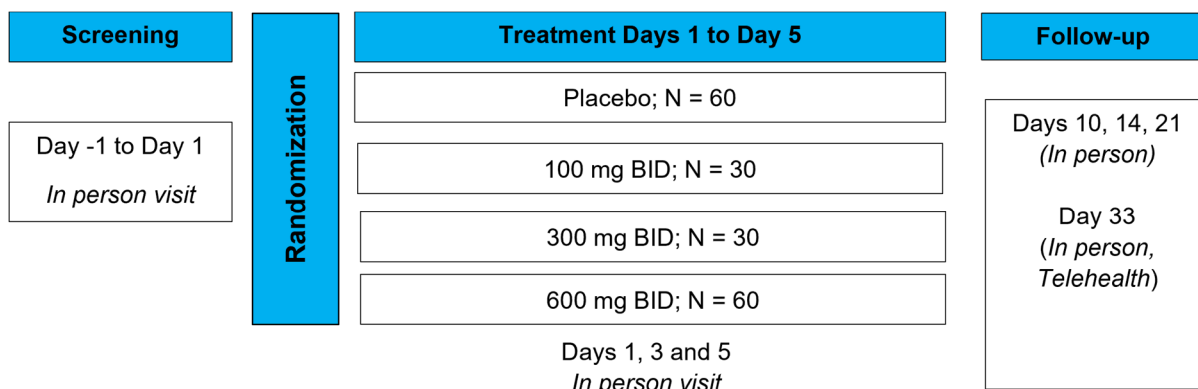 Screening
Day -1 to Day 1
In person visit
Randomization
Treatment Days 1 to Day 5
Placebo; N = 60
100 mg BID; N = 30
300 mg BID; N = 30
600 mg BID; N = 60
Days 1, 3 and 5
In person visit
Follow-up
Days 10, 14, 21
(In person)
Day 33
(In person,
Telehealth)